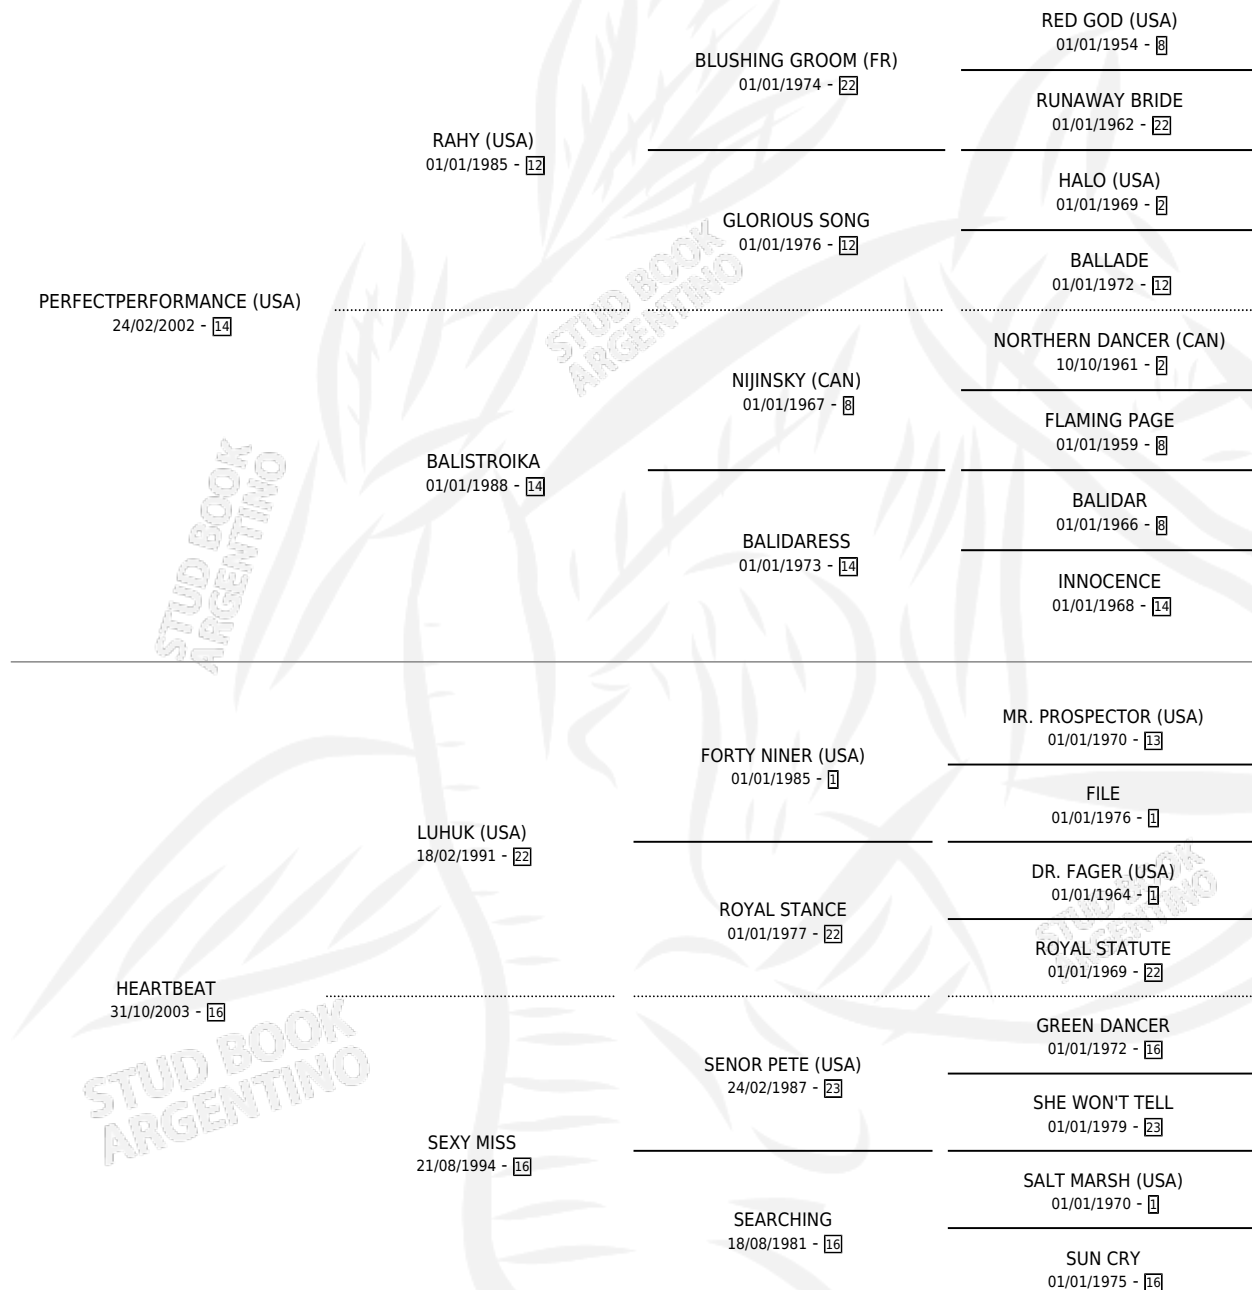 RED GOD (USA)
01/01/1954 - 8
BLUSHING GROOM (FR)
01/01/1974 - 22
RUNAWAY BRIDE
01/01/1962 - 22
RAHY (USA)
01/01/1985 - 12
HALO (USA)
01/01/1969 - 2
GLORIOUS SONG
01/01/1976 - 12
BALLADE
01/01/1972 - 12
PERFECTPERFORMANCE (USA)
24/02/2002 - 14
NORTHERN DANCER (CAN)
10/10/1961 - 2
NIJINSKY (CAN)
01/01/1967 - 8
FLAMING PAGE
01/01/1959 - 8
BALISTROIKA
01/01/1988 - 14
BALIDAR
01/01/1966 - 8
BALIDARESS
01/01/1973 - 14
INNOCENCE
01/01/1968 - 14
MR. PROSPECTOR (USA)
01/01/1970 - 13
FORTY NINER (USA)
01/01/1985 - 1
FILE
01/01/1976 - 1
LUHUK (USA)
18/02/1991 - 22
DR. FAGER (USA)
01/01/1964 - 1
ROYAL STANCE
01/01/1977 - 22
ROYAL STATUTE
01/01/1969 - 22
HEARTBEAT
31/10/2003 - 16
GREEN DANCER
01/01/1972 - 16
SENOR PETE (USA)
24/02/1987 - 23
SHE WON'T TELL
01/01/1979 - 23
SEXY MISS
21/08/1994 - 16
SALT MARSH (USA)
01/01/1970 - 1
SEARCHING
18/08/1981 - 16
SUN CRY
01/01/1975 - 16
STUD BOOK
ARGENTINO
STUD BOOK
ARGENTINO
STUD BOOK
ARGENTINO
STUD BOOK
ARGENTINO